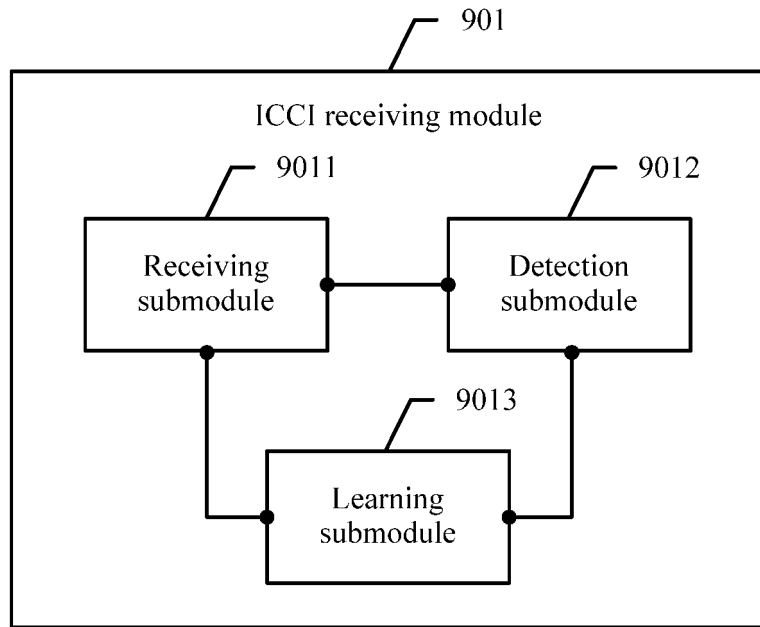 901
ICCI receiving module
9011
9012
Receiving
submodule
Detection
submodule
9013
Learning
submodule